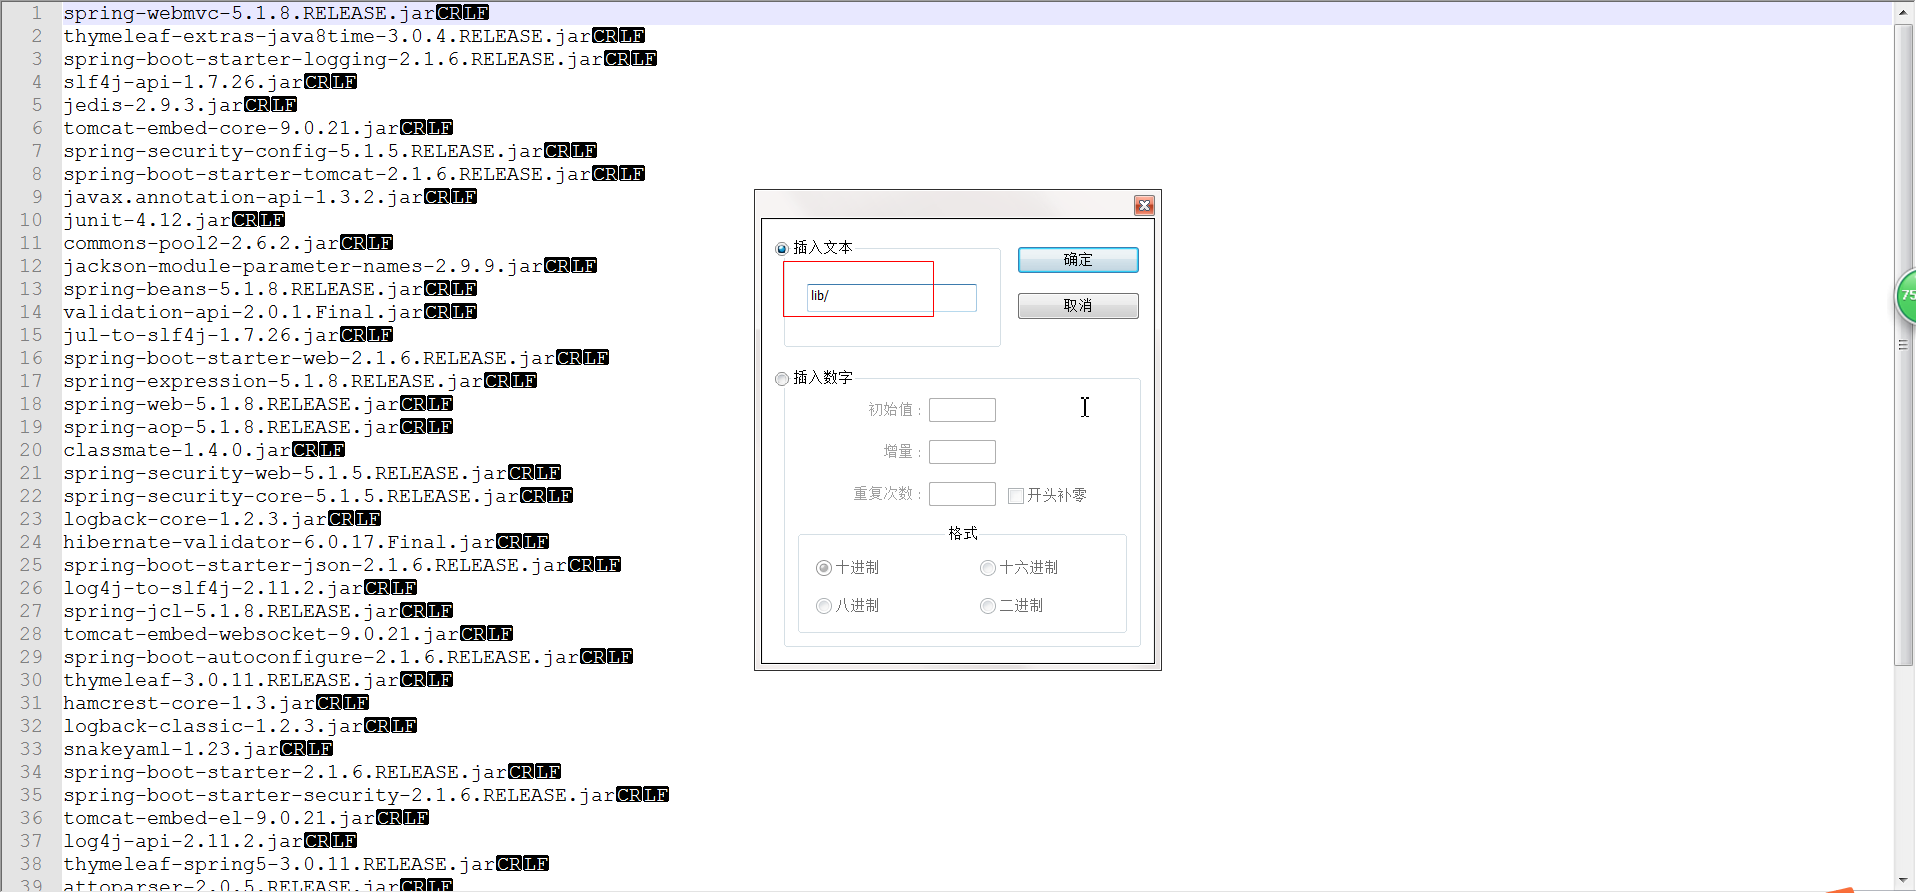 1 spring-webmvc-5.1.8.RELEASE.jarCRLF
2 thymeleaf-extras-java8time-3.0.4.RELEASE.jarCRLF
3 spring-boot-starter-logging-2.1.6.RELEASE.jarCRLF
4 slf4j-api-1.7.26.jarCRLF
5 jedis-2.9.3.jarCRLF
6 tomcat-embed-core-9.0.21.jarCRLF
7 spring-security-config-5.1.5.RELEASE.jarCRLF
8 spring-boot-starter-tomcat-2.1.6.RELEASE.jarCRLF
9 javax.annotation-api-1.3.2.jarCRLF
10 junit-4.12.jarCRLF
11 commons-pool2-2.6.2.jarCRLF
12 jackson-module-parameter-names-2.9.9.jarCRLF
13 spring-beans-5.1.8.RELEASE.jarCRLF
14 validation-api-2.0.1.Final.jarCRLF
15 jul-to-slf4j-1.7.26.jarCRLF
16 spring-boot-starter-web-2.1.6.RELEASE.jarCRLF
17 spring-expression-5.1.8.RELEASE.jarCRLF
18 spring-web-5.1.8.RELEASE.jarCRLF
19 spring-aop-5.1.8.RELEASE.jarCRLF
20 classmate-1.4.0.jarCRLF
21 spring-security-web-5.1.5.RELEASE.jarCRLF
22 spring-security-core-5.1.5.RELEASE.jarCRLF
23 logback-core-1.2.3.jarCRLF
24 hibernate-validator-6.0.17.Final.jarCRLF
25 spring-boot-starter-json-2.1.6.RELEASE.jarCRLF
26 log4j-to-slf4j-2.11.2.jarCRLF
27 spring-jcl-5.1.8.RELEASE.jarCRLF
28 tomcat-embed-websocket-9.0.21.jarCRLF
29 spring-boot-autoconfigure-2.1.6.RELEASE.jarCRLF
30 thymeleaf-3.0.11.RELEASE.jarCRLF
31 hamcrest-core-1.3.jarCRLF
32 logback-classic-1.2.3.jarCRLF
33 snakeyaml-1.23.jarCRLF
34 spring-boot-starter-2.1.6.RELEASE.jarCRLF
35 spring-boot-starter-security-2.1.6.RELEASE.jarCRLF
36 tomcat-embed-el-9.0.21.jarCRLF
37 log4j-api-2.11.2.jarCRLF
38 thymeleaf-spring5-3.0.11.RELEASE.jarCRLF
39 attoparser-2.0.5.RELEASE.jarCRLF
插入文本
lib/
确定
取消
插入数字
初始值：
增量：
重复次数：
开头补零
格式
十进制
十六进制
八进制
二进制
75